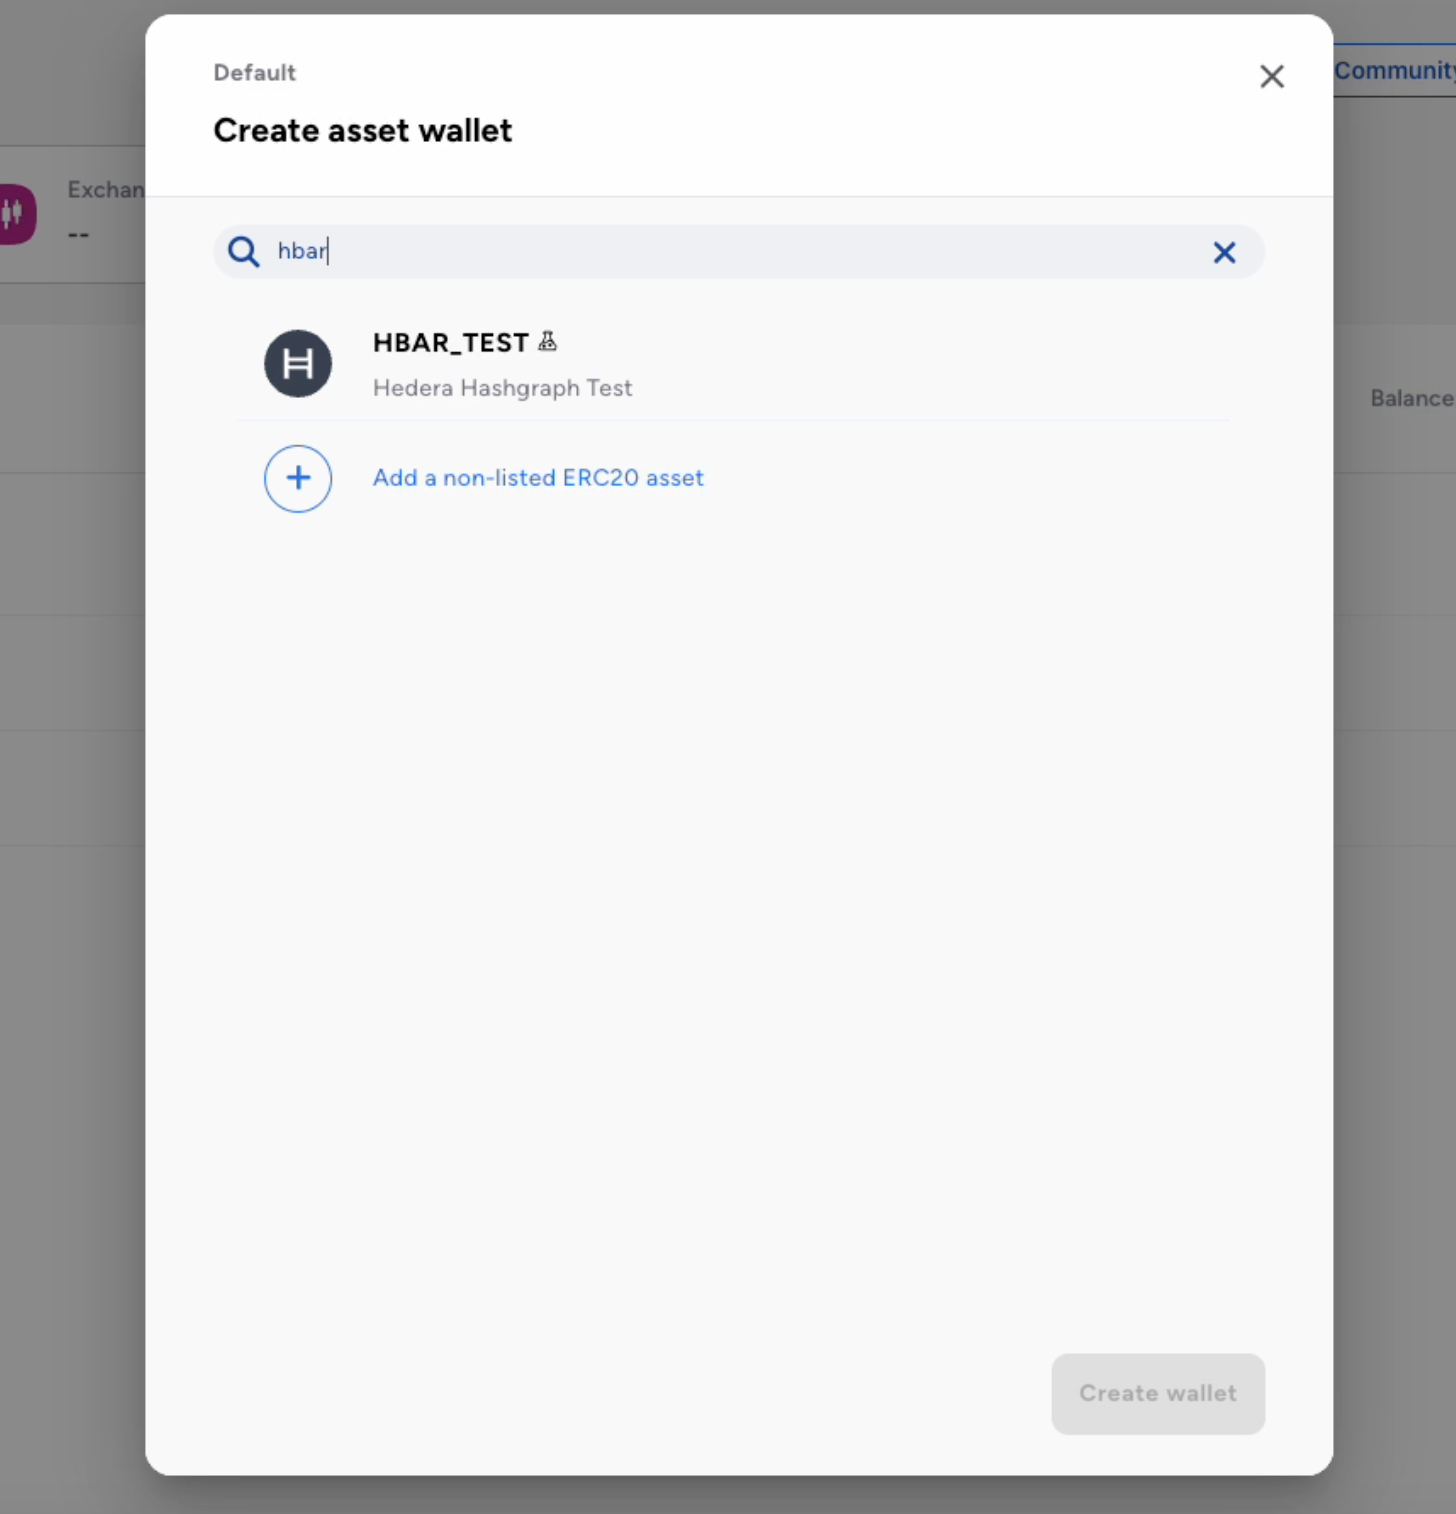 Default
Create asset wallet
Community
Exchan
--
hbar
HBAR_TEST
Hedera Hashgraph Test
Balance
Add a non-listed ERC20 asset
Create wallet